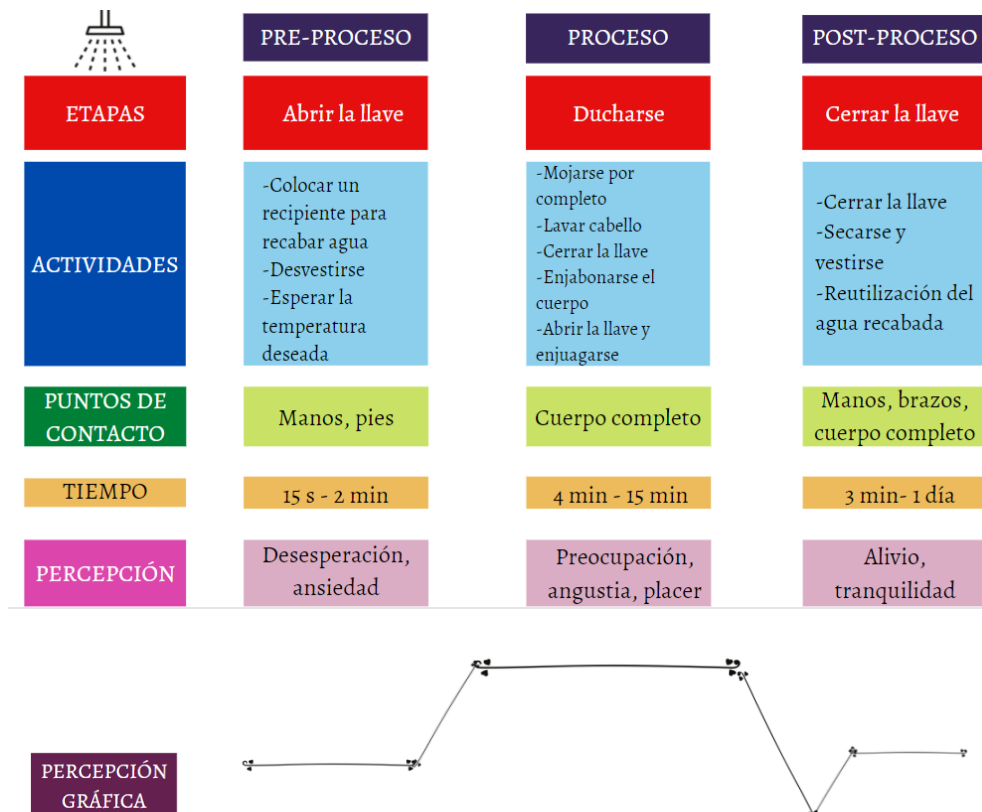 PRE-PROCESO
PROCESO
POST-PROCESO
ETAPAS
Abrir la llave
Ducharse
Cerrar la llave
ACTIVIDADES
-Colocar un
recipiente para
recabar agua
-Desvestirse
-Esperar la
temperatura
deseada
-Mojarse por
completo
-Lavar cabello
-Cerrar la llave
-Enjabonarse el
cuerpo
-Abrir la llave y
enjuagarse
-Cerrar la llave
-Secarse y
vestirse
-Reutilización del
agua recabada
PUNTOS DE
CONTACTO
Manos, pies
Cuerpo completo
Manos, brazos,
cuerpo completo
TIEMPO
15 s - 2 min
4 min - 15 min
3 min- 1 día
PERCEPCIÓN
Desesperación,
ansiedad
Preocupación,
angustia, placer
Alivio,
tranquilidad
PERCEPCIÓN
GRÁFICA